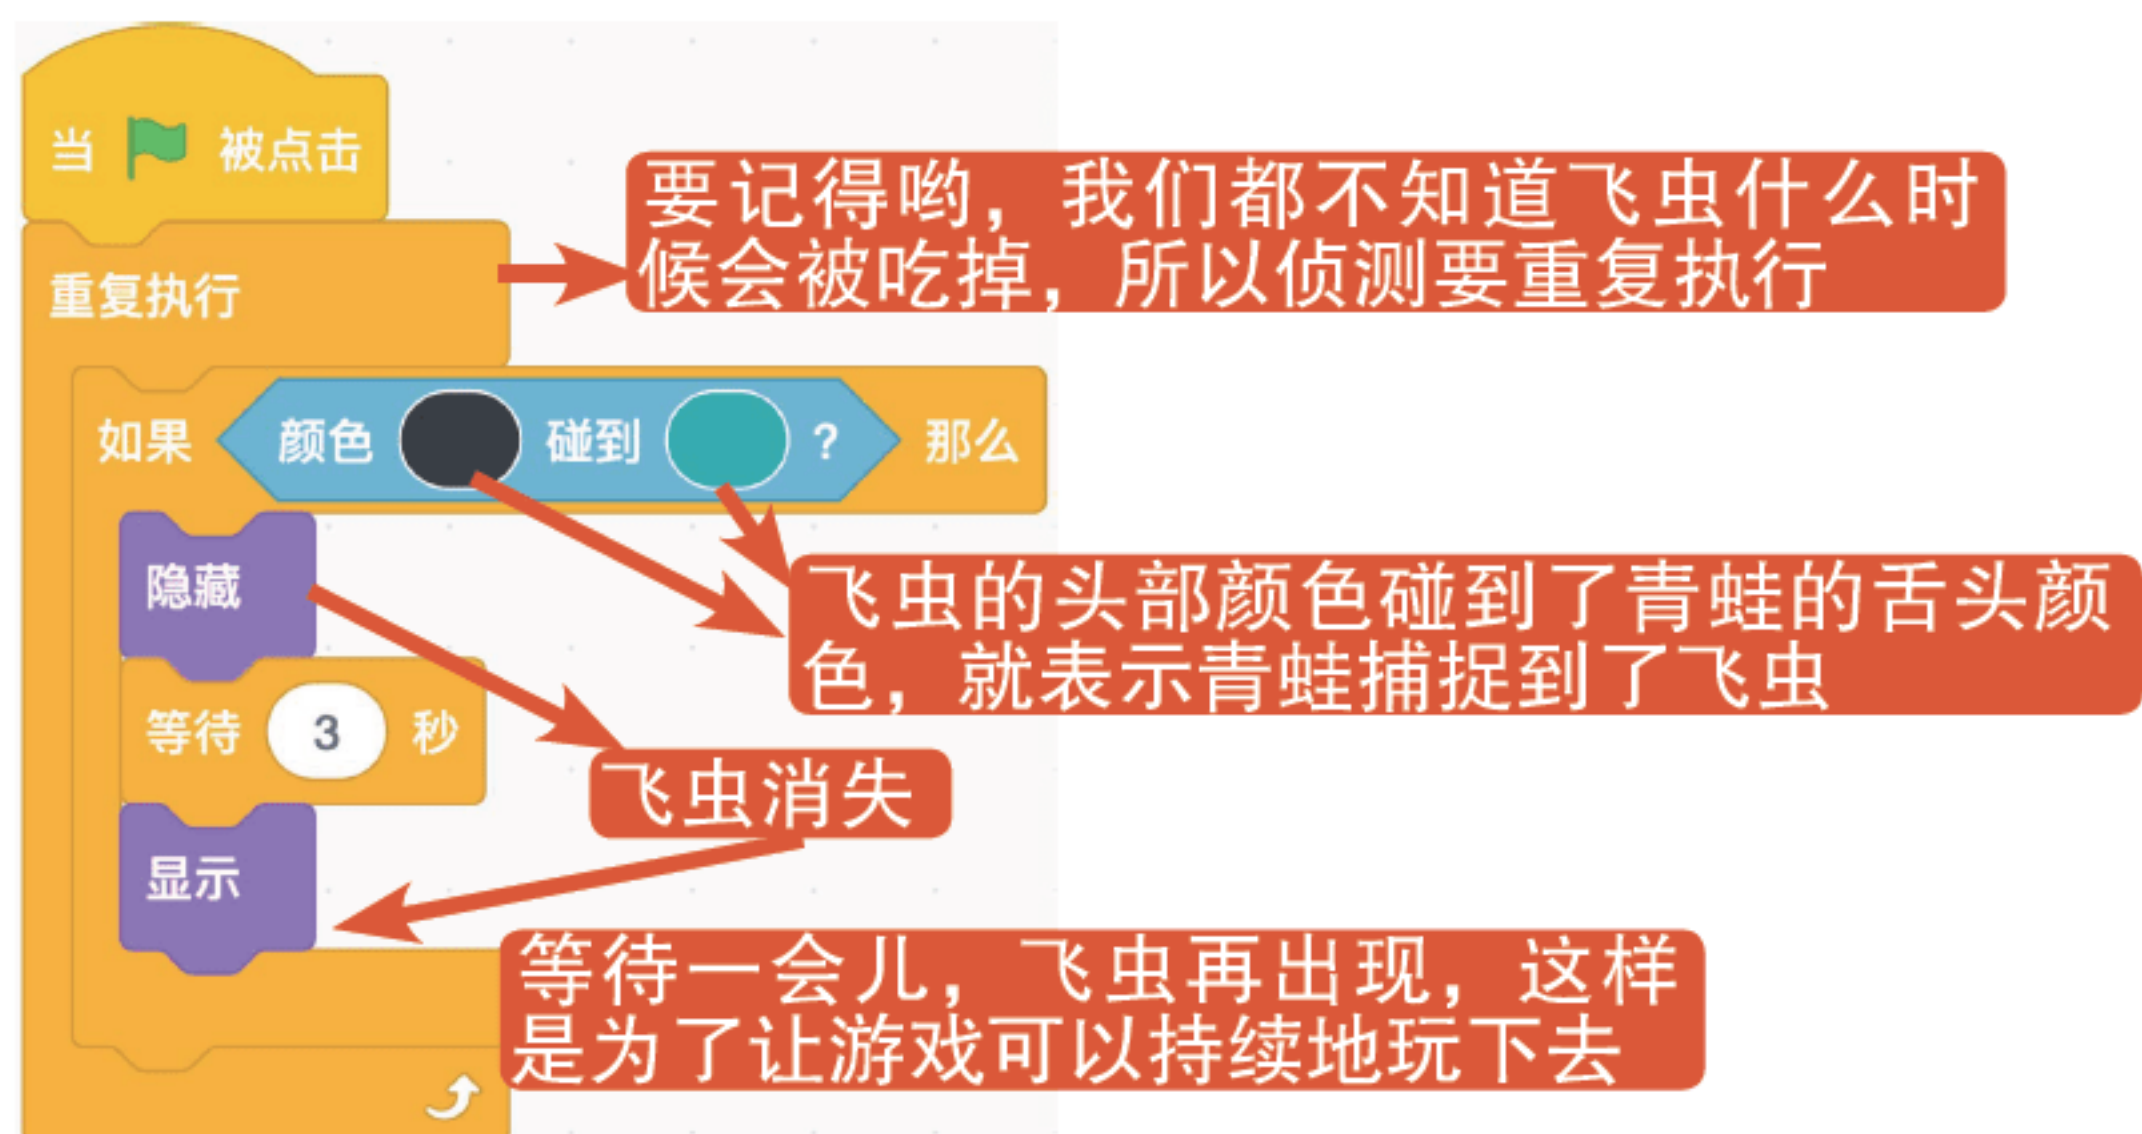 当 被点击
要记得哟，我们都不知道飞虫什么时
候会被吃掉，所以侦测要重复执行
重复执行
如果 颜色 碰到 ? 那么
隐藏
飞虫的头部颜色碰到了青蛙的舌头颜
色，就表示青蛙捕捉到了飞虫
等待 3 秒
飞虫消失
显示
等待一会儿，飞虫再出现，这样
是为了让游戏可以持续地玩下去